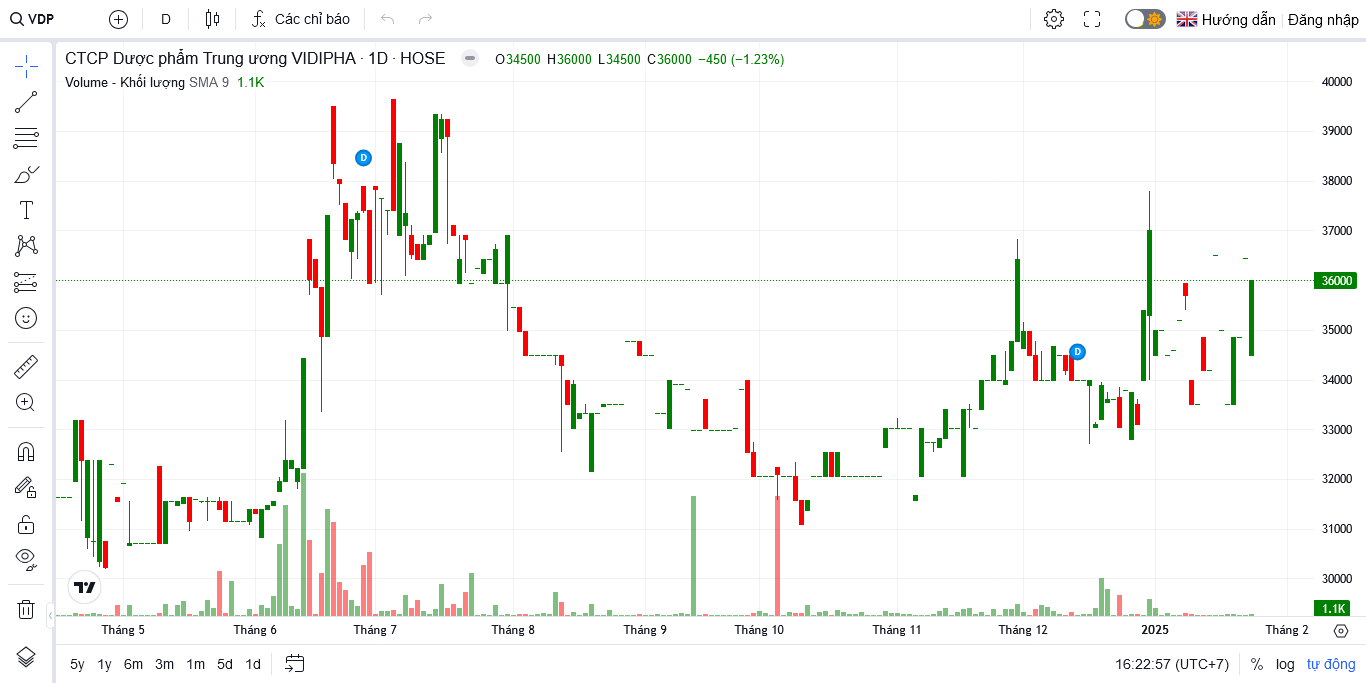 VDP D Các chỉ báo Hướng dẫn Đăng nhập
CTCP Dược phẩm Trung ương VIDIPHA · 1D · HOSE O34500 H36000 L34500 C36000 −450 (−1.23%)
Volume - Khối lượng SMA 9 1.1K
40000
39000
D
38000
37000
36000
35000
D
34000
33000
32000
31000
30000
1.1K
Tháng 5 Tháng 6 Tháng 7 Tháng 8 Tháng 9 Tháng 10 Tháng 11 Tháng 12 2025 Tháng 2
5y 1y 6m 3m 1m 5d 1d 16:22:57 (UTC+7) % log tự động